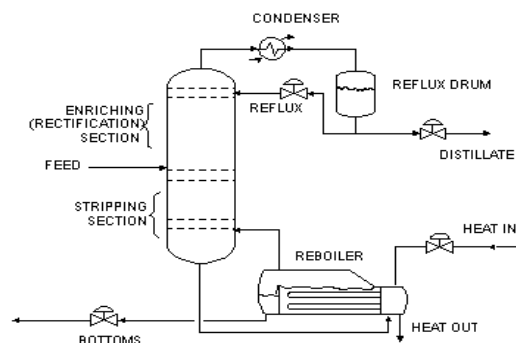 CONDENSER
REFLUX DRUM
ENRICHING
(RECTIFICATION)
SECTION
REFLUX
DISTILLATE
FEED
STRIPPING
SECTION
HEAT IN
REBOILER
HEAT OUT
BOTTOMS